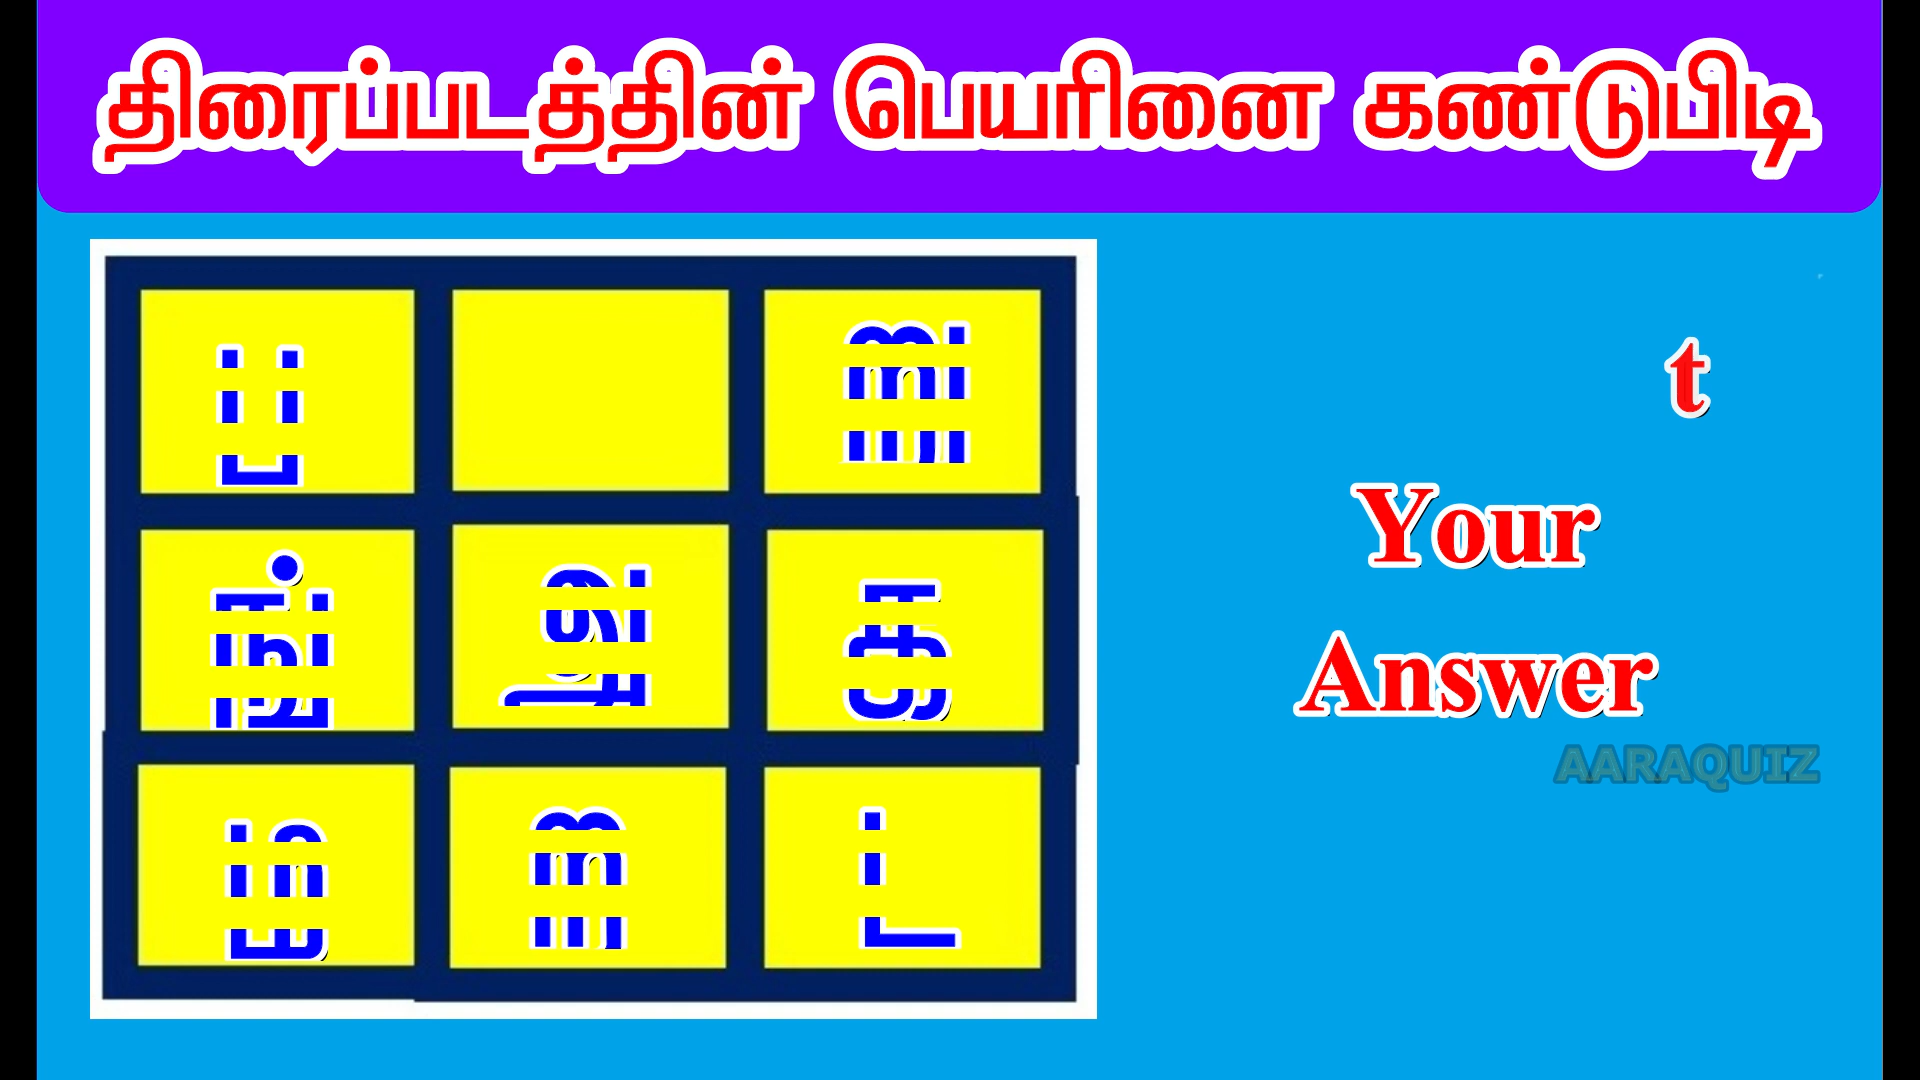 திரைப்படத்தின் பெயரினை கண்டுபிடி
t
Your
Answer
AARAQUIZ
ப று
ங் து கு
ம ற ட